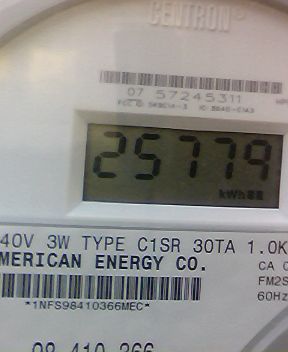 CENTRON®
07 57245311
25779
kWh
40V 3W TYPE C1SR 30TA 1.0K
MERICAN ENERGY CO.
CA 0
FM2S
60Hz
*1NFS98410366MEC*
98 410 366